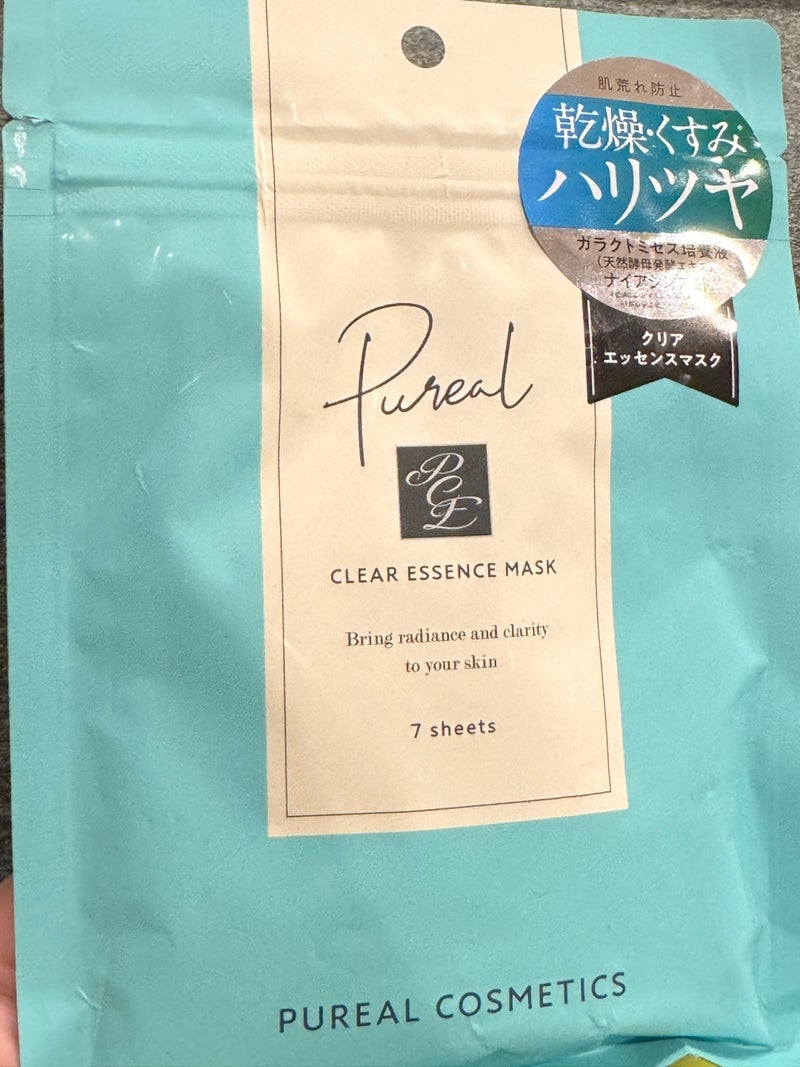 肌荒れ防止
乾燥・くすみ
ハリ・ツヤ
ガラクトミセス培養液
(天然酵母発酵エキス)
クリア
エッセンスマスク
Pureal
PCE
CLEAR ESSENCE MASK
Bring radiance and clarity
to your skin
7 sheets
PUREAL COSMETICS